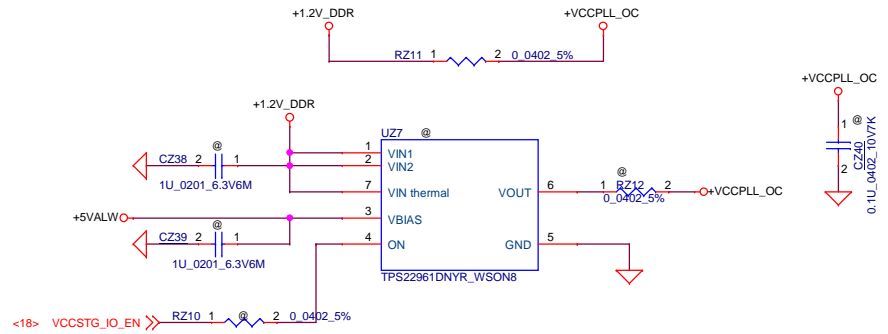 +1.2V_DDR
+VCCPLL_OC
RZ11 1 2 0_0402_5%
+VCCPLL_OC
1
@
CZ40
2
0.1U_0402_10V7K
+1.2V_DDR
UZ7 @
@
CZ38 2 1
1U_0201_6.3V6M
1 VIN1
2 VIN2
7 VIN thermal
VOUT 6
@
1 RZ12 2
0_0402_5%
+VCCPLL_OC
+5VALW
3 VBIAS
@
CZ39 2 1
1U_0201_6.3V6M
4 ON
GND 5
TPS22961DNYR_WSON8
<18> VCCSTG_IO_EN
RZ10 1 @ 2 0_0402_5%